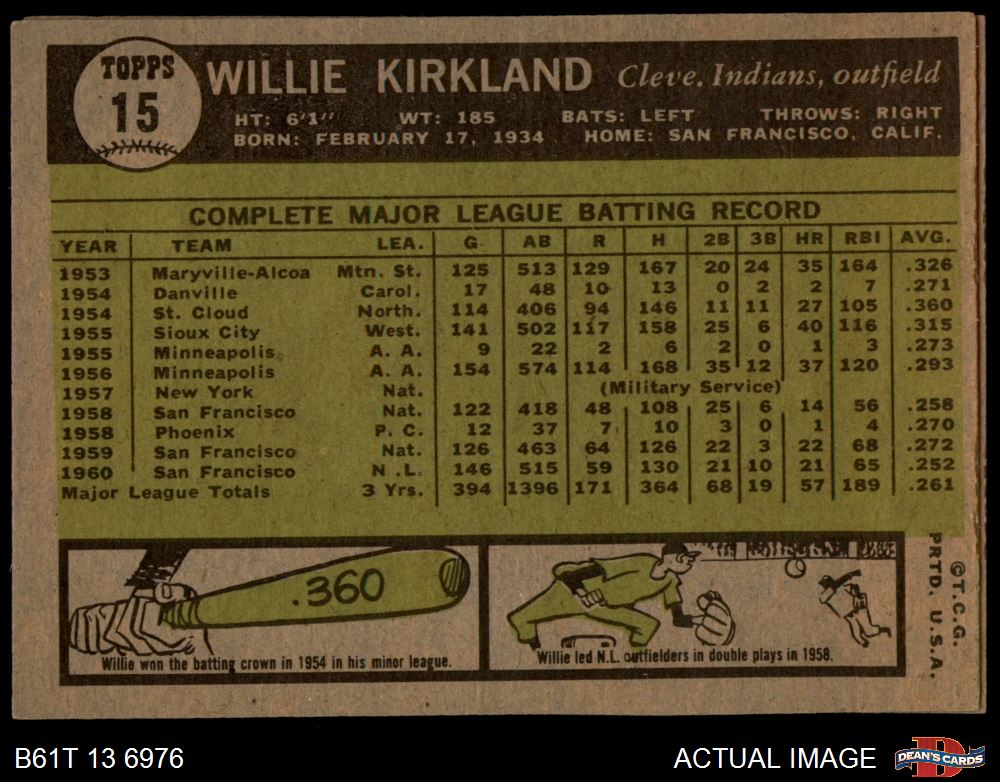 TOPPS
15
WILLIE KIRKLAND Cleve. Indians, outfield
HT: 6'1" WT: 185 BATS: LEFT THROWS: RIGHT
BORN: FEBRUARY 17, 1934 HOME: SAN FRANCISCO, CALIF.
COMPLETE MAJOR LEAGUE BATTING RECORD
YEAR TEAM LEA. G AB R H 2B 3B HR RBI AVG.
1953 Maryville-Alcoa Mtn. St. 125 513 129 167 20 24 35 164 .326
1954 Danville Carol. 17 48 10 13 0 2 2 7 .271
1954 St. Cloud North. 114 406 94 146 11 11 27 105 .360
1955 Sioux City West. 141 502 117 158 25 6 40 116 .315
1955 Minneapolis A. A. 9 22 2 6 2 0 1 3 .273
1956 Minneapolis A. A. 154 574 114 168 35 12 37 120 .293
1957 New York Nat. (Military Service)
1958 San Francisco Nat. 122 418 48 108 25 6 14 56 .258
1958 Phoenix P. C. 12 37 7 10 3 0 1 4 .270
1959 San Francisco Nat. 126 463 64 126 22 3 22 68 .272
1960 San Francisco N .L. 146 515 59 130 21 10 21 65 .252
Major League Totals 3 Yrs. 394 1396 171 364 68 19 57 189 .261
.360
Willie won the batting crown in 1954 in his minor league.
Willie led N.L. outfielders in double plays in 1958.
©T.C.G.
PRTD. U.S.A.
B61T 13 6976
ACTUAL IMAGE
D
DEAN'S CARDS